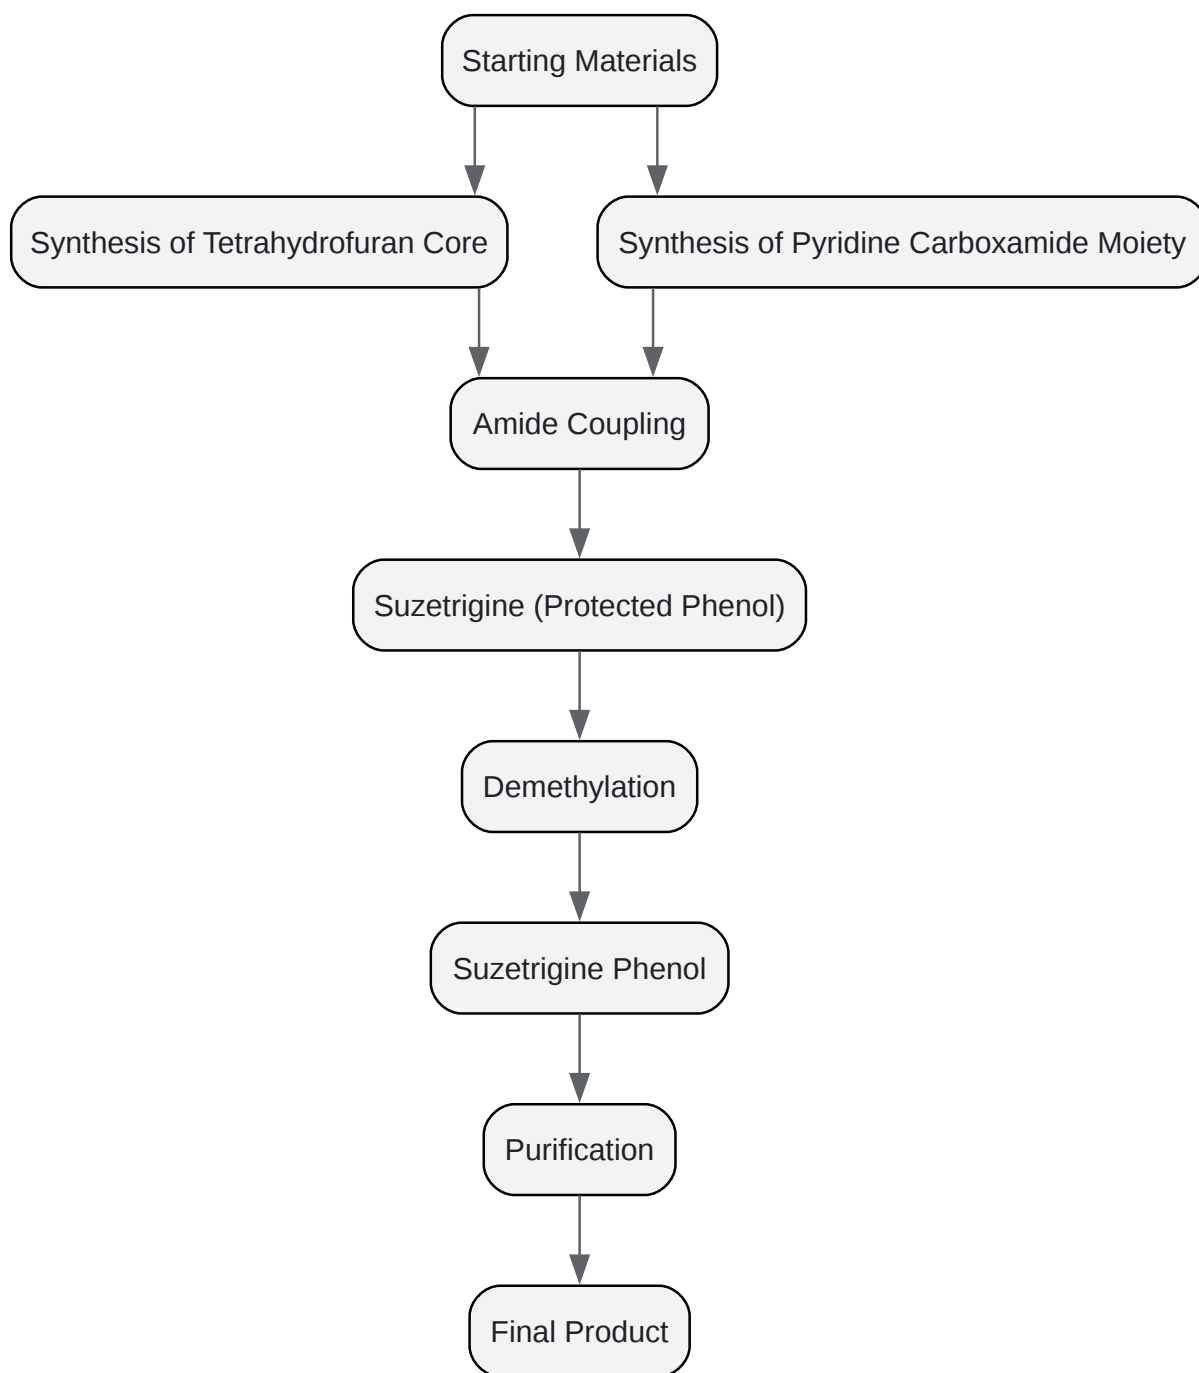 Starting Materials
Synthesis of Tetrahydrofuran Core
Synthesis of Pyridine Carboxamide Moiety
Amide Coupling
Suzetrigine (Protected Phenol)
Demethylation
Suzetrigine Phenol
Purification
Final Product